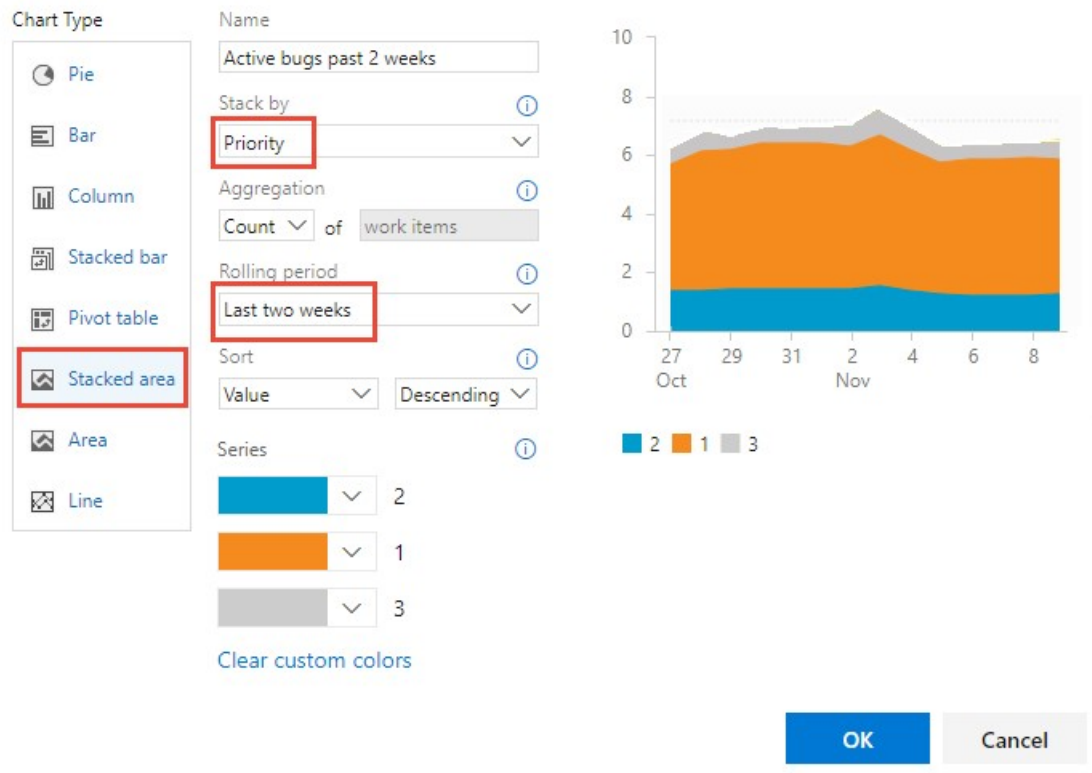 Chart Type
Pie
Bar
Column
Stacked bar
Pivot table
Stacked area
Area
Line
Name
Active bugs past 2 weeks
Stack by
Priority
Aggregation
Count of work items
Rolling period
Last two weeks
Sort
Value Descending
Series
2
1
3
Clear custom colors
10
8
6
4
2
0
27 29 31 2 4 6 8
Oct Nov
2 1 3
OK Cancel